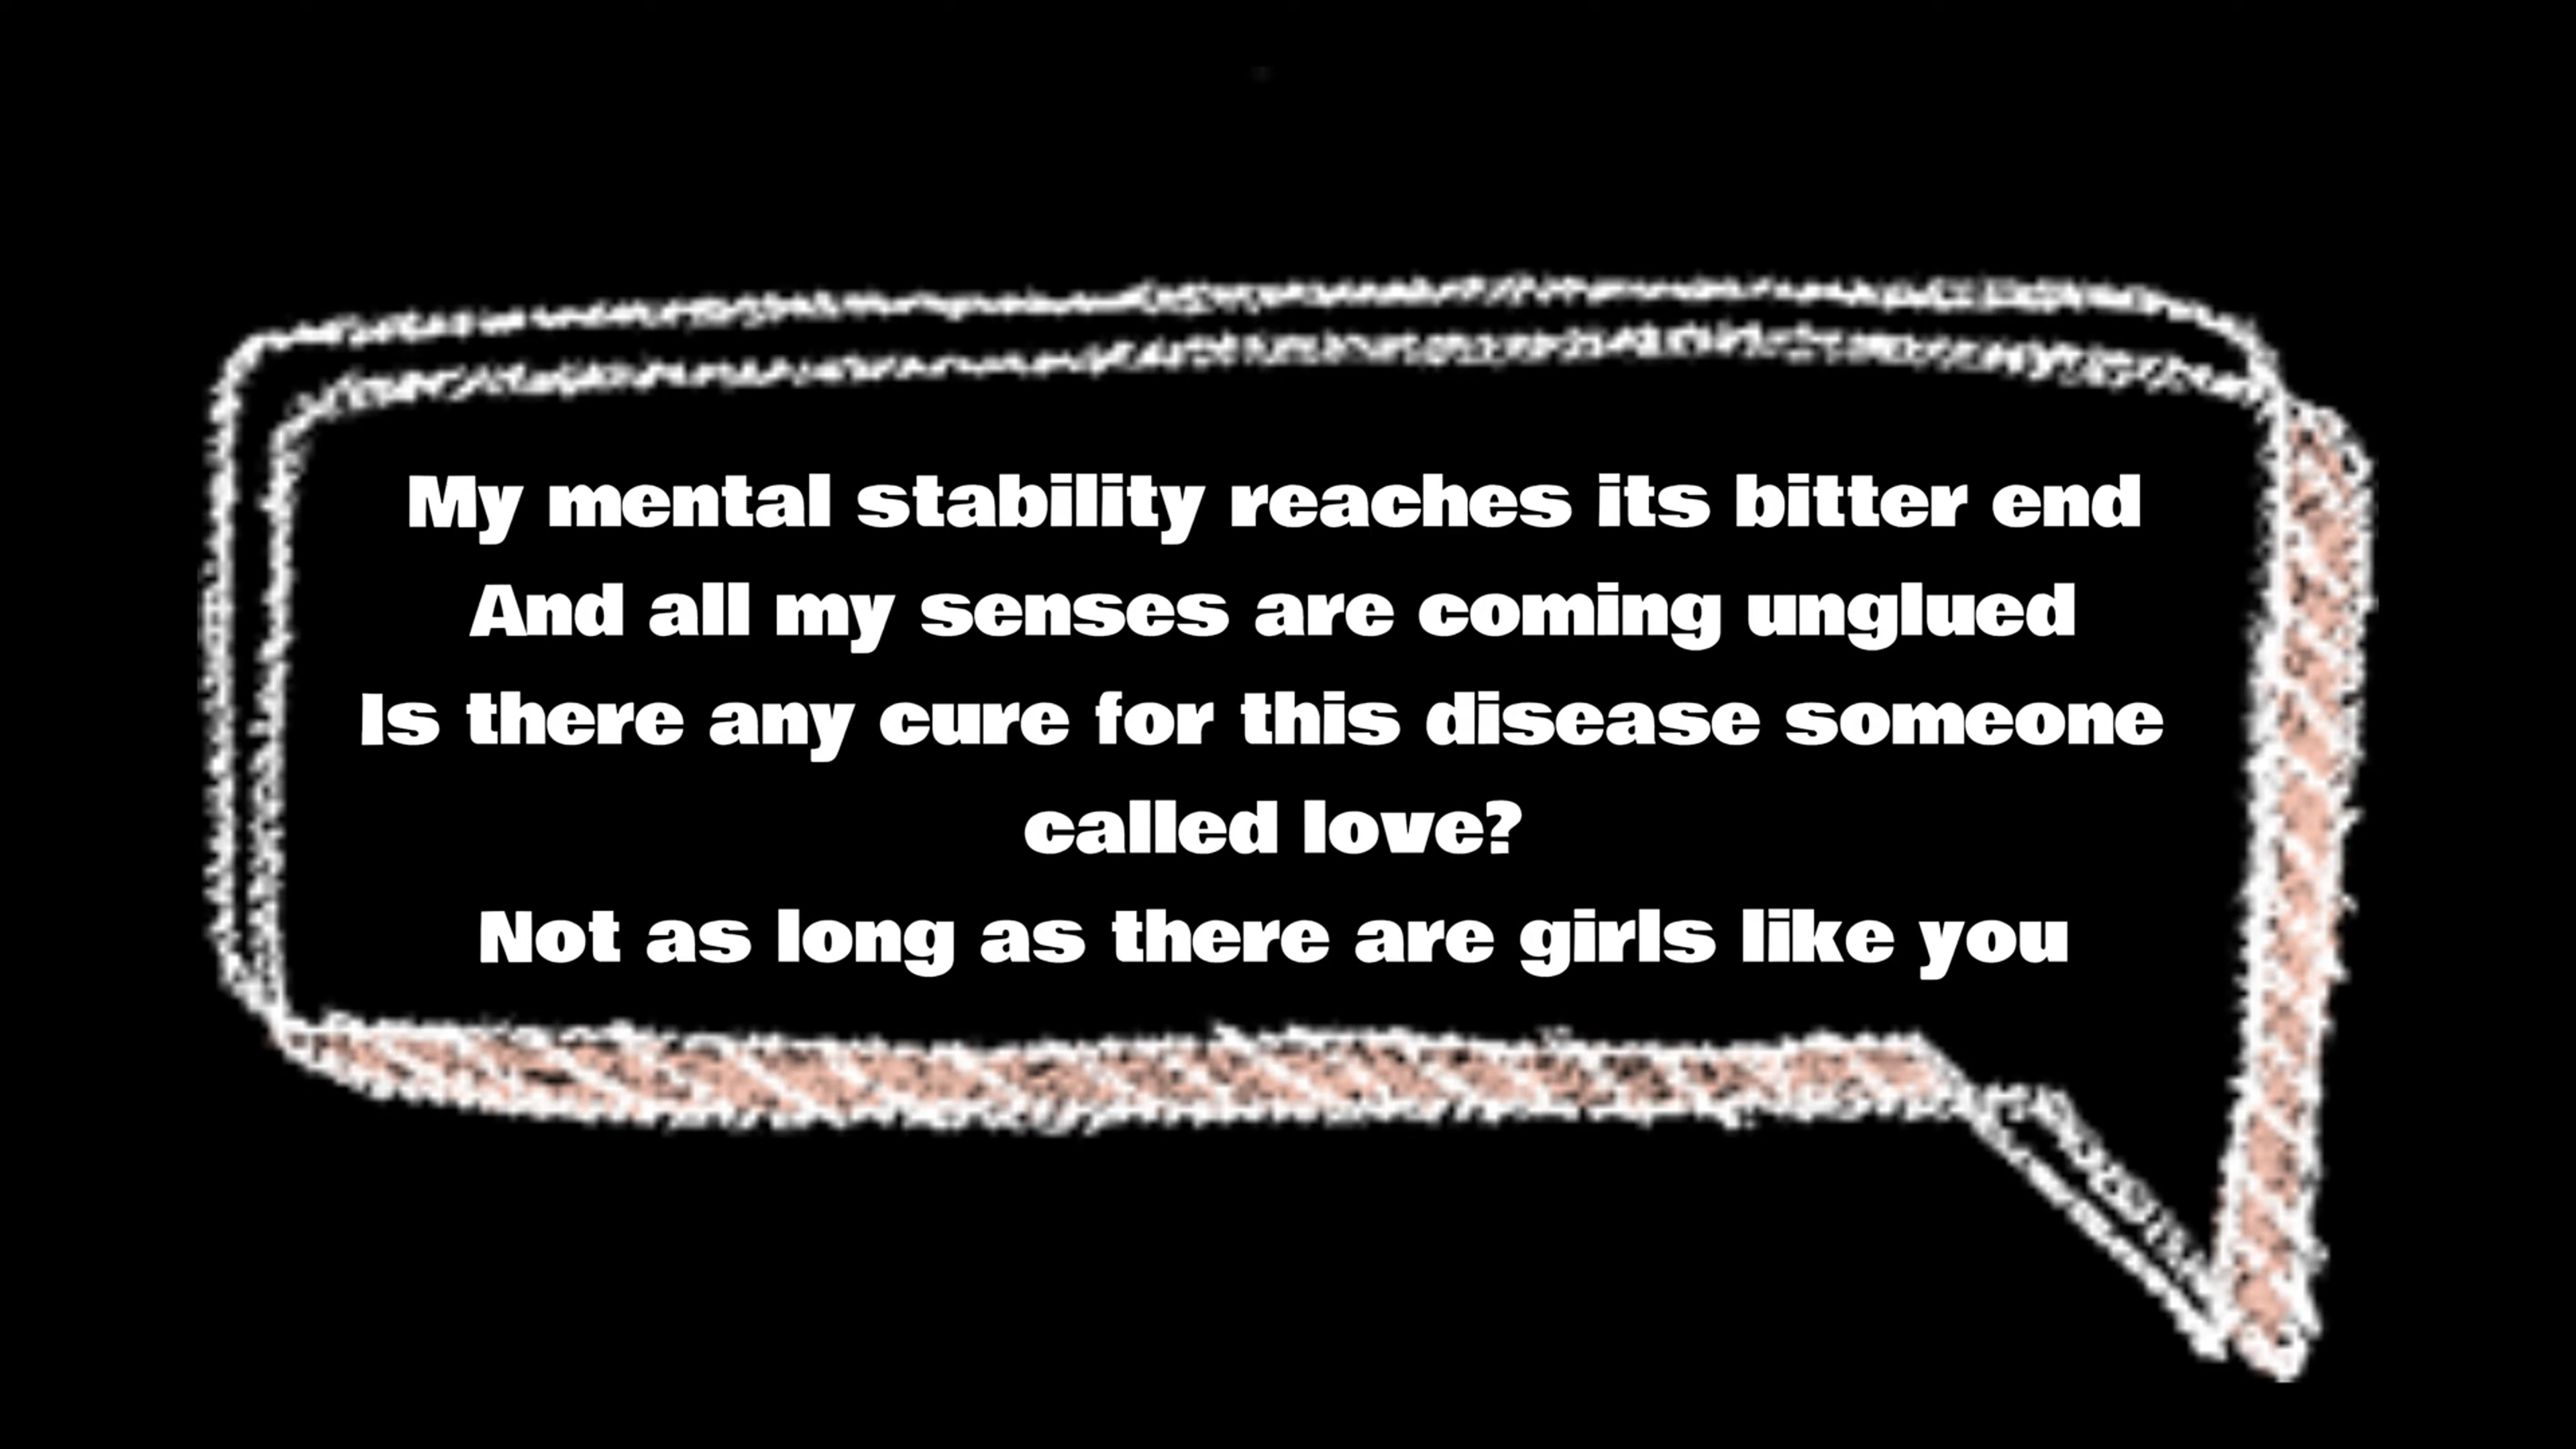 My mental stability reaches its bitter end
And all my senses are coming unglued
Is there any cure for this disease someone
called love?
Not as long as there are girls like you